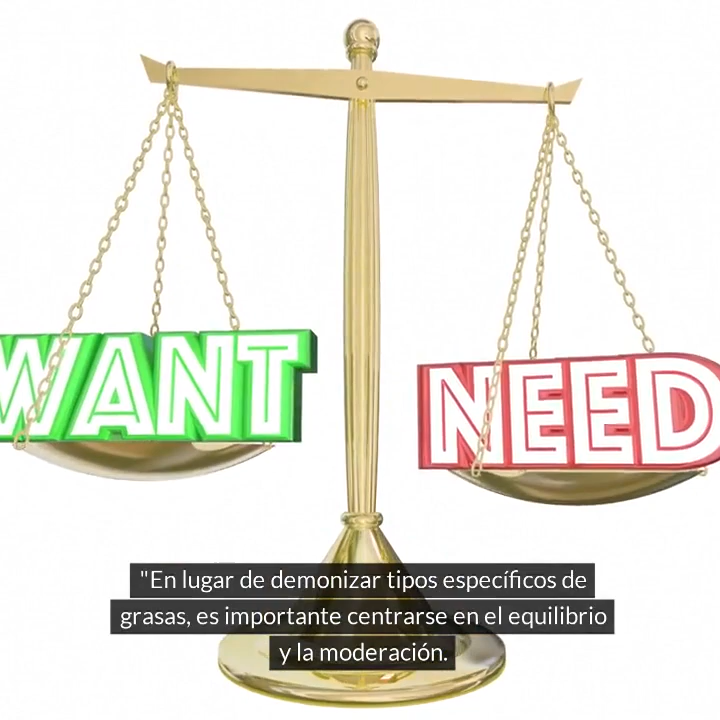 WANT
NEED
"En lugar de demonizar tipos específicos de
grasas, es importante centrarse en el equilibrio
y la moderación.